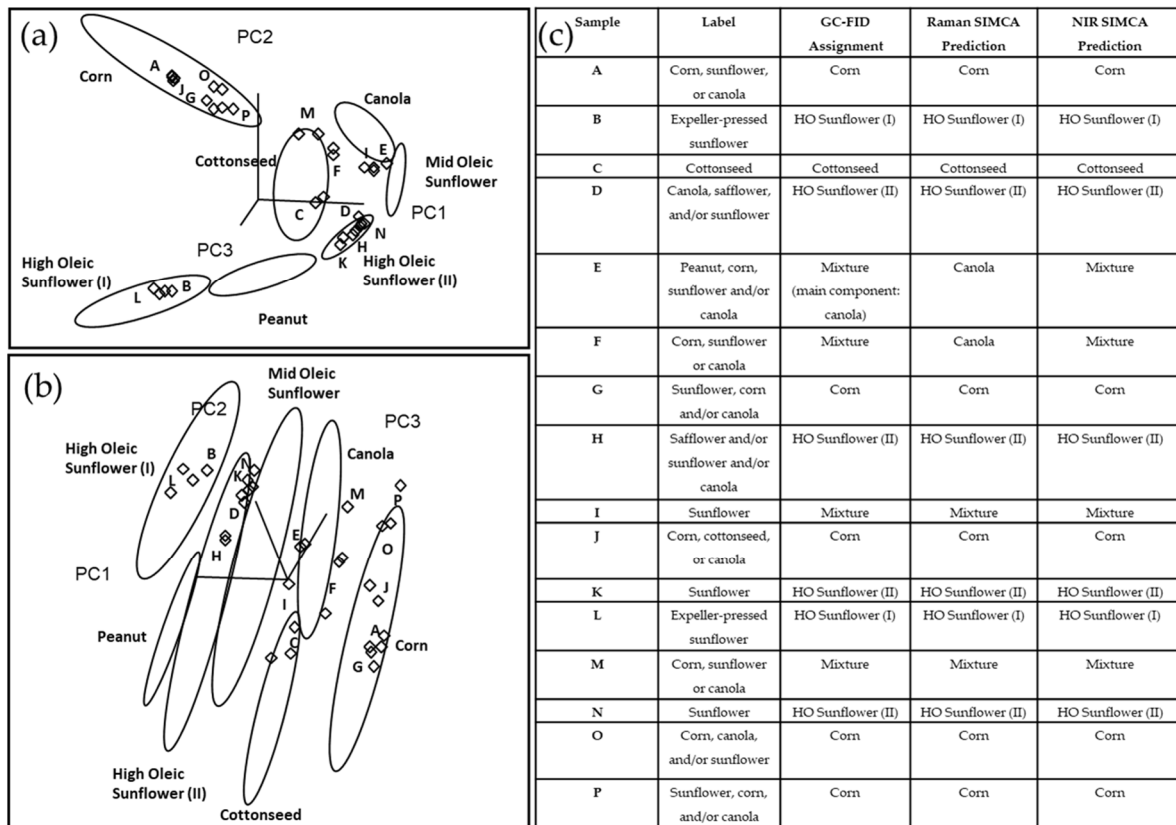 (a)
PC2
Corn
A
O
J
G
P
M
Canola
Cottonseed
F
I
E
Mid Oleic
Sunflower
C
D
N
PC1
H
K
PC3
High Oleic
Sunflower (I)
High Oleic
Sunflower (II)
L
B
Peanut
(b)
Mid Oleic
Sunflower
PC2
PC3
High Oleic
Sunflower (I)
B
L
N
K
D
H
Canola
M
P
O
E
PC1
I
F
J
Peanut
C
A
Corn
G
High Oleic
Sunflower (II)
Cottonseed
(c)
Sample Label GC-FID Raman SIMCA NIR SIMCA
Assignment Prediction Prediction
A Corn, sunflower, Corn Corn Corn
or canola
B Expeller-pressed HO Sunflower (I) HO Sunflower (I) HO Sunflower (I)
sunflower
C Cottonseed Cottonseed Cottonseed Cottonseed
D Canola, safflower, HO Sunflower (II) HO Sunflower (II) HO Sunflower (II)
and/or sunflower
E Peanut, corn, Mixture Canola Mixture
sunflower and/or (main component:
canola canola)
F Corn, sunflower Mixture Canola Mixture
or canola
G Sunflower, corn Corn Corn Corn
and/or canola
H Safflower and/or HO Sunflower (II) HO Sunflower (II) HO Sunflower (II)
sunflower and/or
canola
I Sunflower Mixture Mixture Mixture
J Corn, cottonseed, Corn Corn Corn
or canola
K Sunflower HO Sunflower (II) HO Sunflower (II) HO Sunflower (II)
L Expeller-pressed HO Sunflower (I) HO Sunflower (I) HO Sunflower (I)
sunflower
M Corn, sunflower Mixture Mixture Mixture
or canola
N Sunflower HO Sunflower (II) HO Sunflower (II) HO Sunflower (II)
O Corn, canola, Corn Corn Corn
and/or sunflower
P Sunflower, corn, Corn Corn Corn
and/or canola